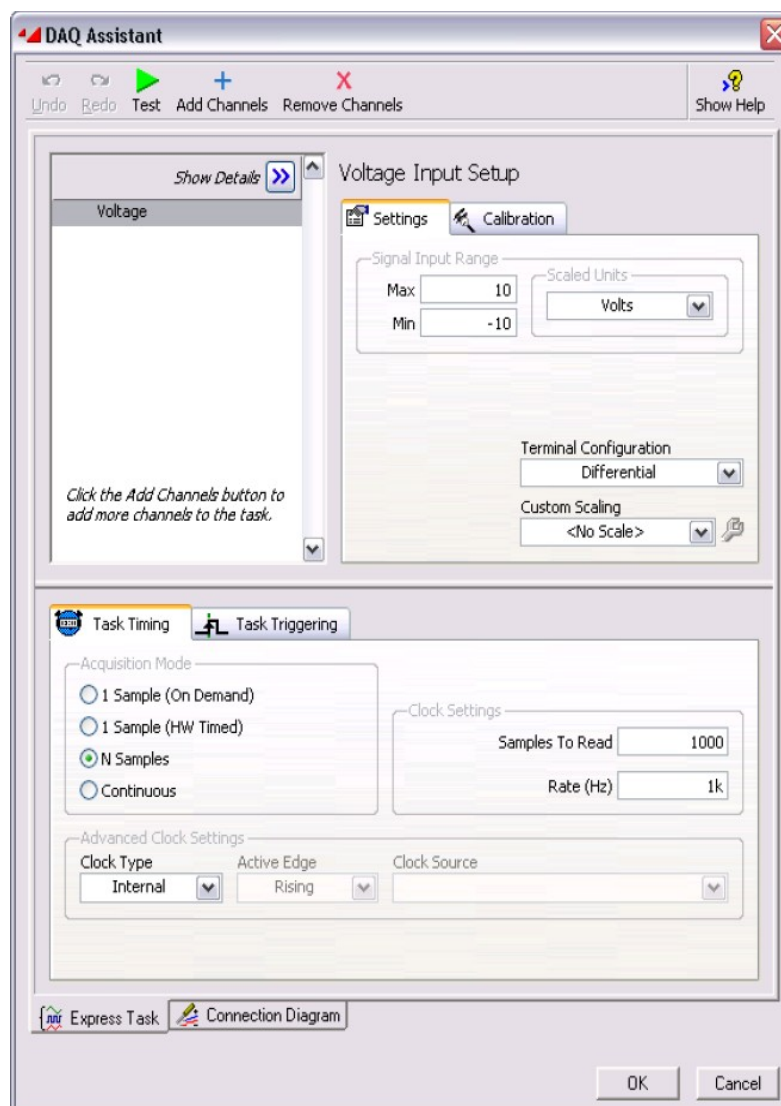 DAQ Assistant
Undo Redo Test Add Channels Remove Channels Show Help
Show Details
Voltage
Click the Add Channels button to
add more channels to the task.
Voltage Input Setup
Settings Calibration
Signal Input Range
Max 10
Min -10
Scaled Units
Volts
Terminal Configuration
Differential
Custom Scaling
<No Scale>
Task Timing Task Triggering
Acquisition Mode
1 Sample (On Demand)
1 Sample (HW Timed)
N Samples
Continuous
Clock Settings
Samples To Read 1000
Rate (Hz) 1k
Advanced Clock Settings
Clock Type Active Edge Clock Source
Internal Rising
Express Task Connection Diagram
OK Cancel